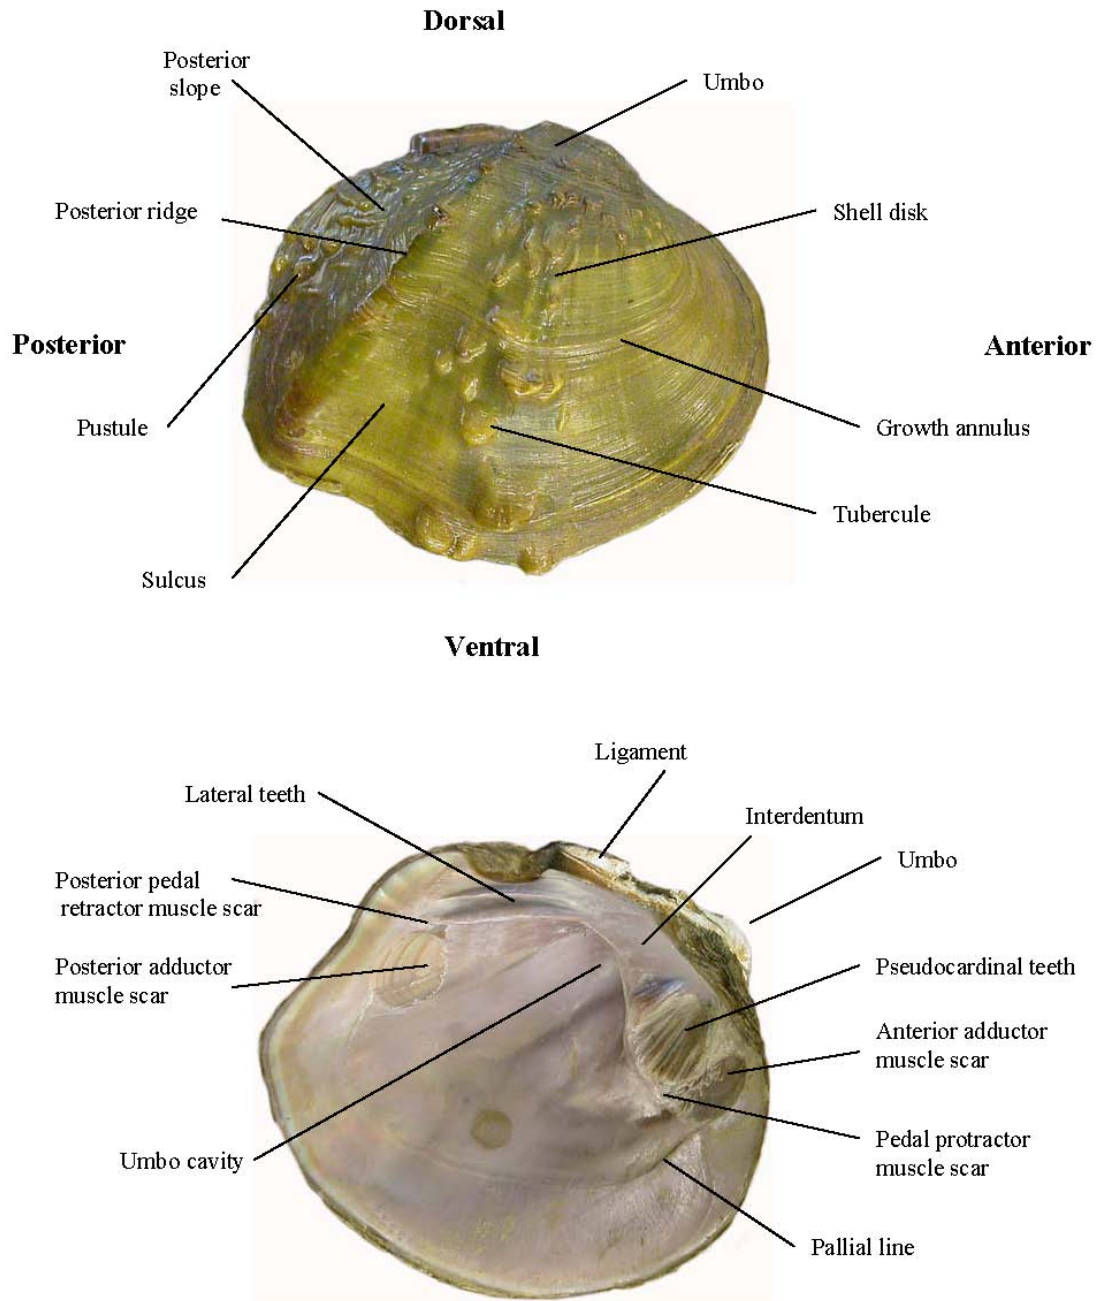 Dorsal
Posterior
slope
Umbo
Posterior ridge
Shell disk
Posterior
Anterior
Pustule
Growth annulus
Tubercule
Sulcus
Ventral
Ligament
Lateral teeth
Interdentum
Umbo
Posterior pedal
retractor muscle scar
Posterior adductor
muscle scar
Pseudocardinal teeth
Anterior adductor
muscle scar
Umbo cavity
Pedal protractor
muscle scar
Pallial line